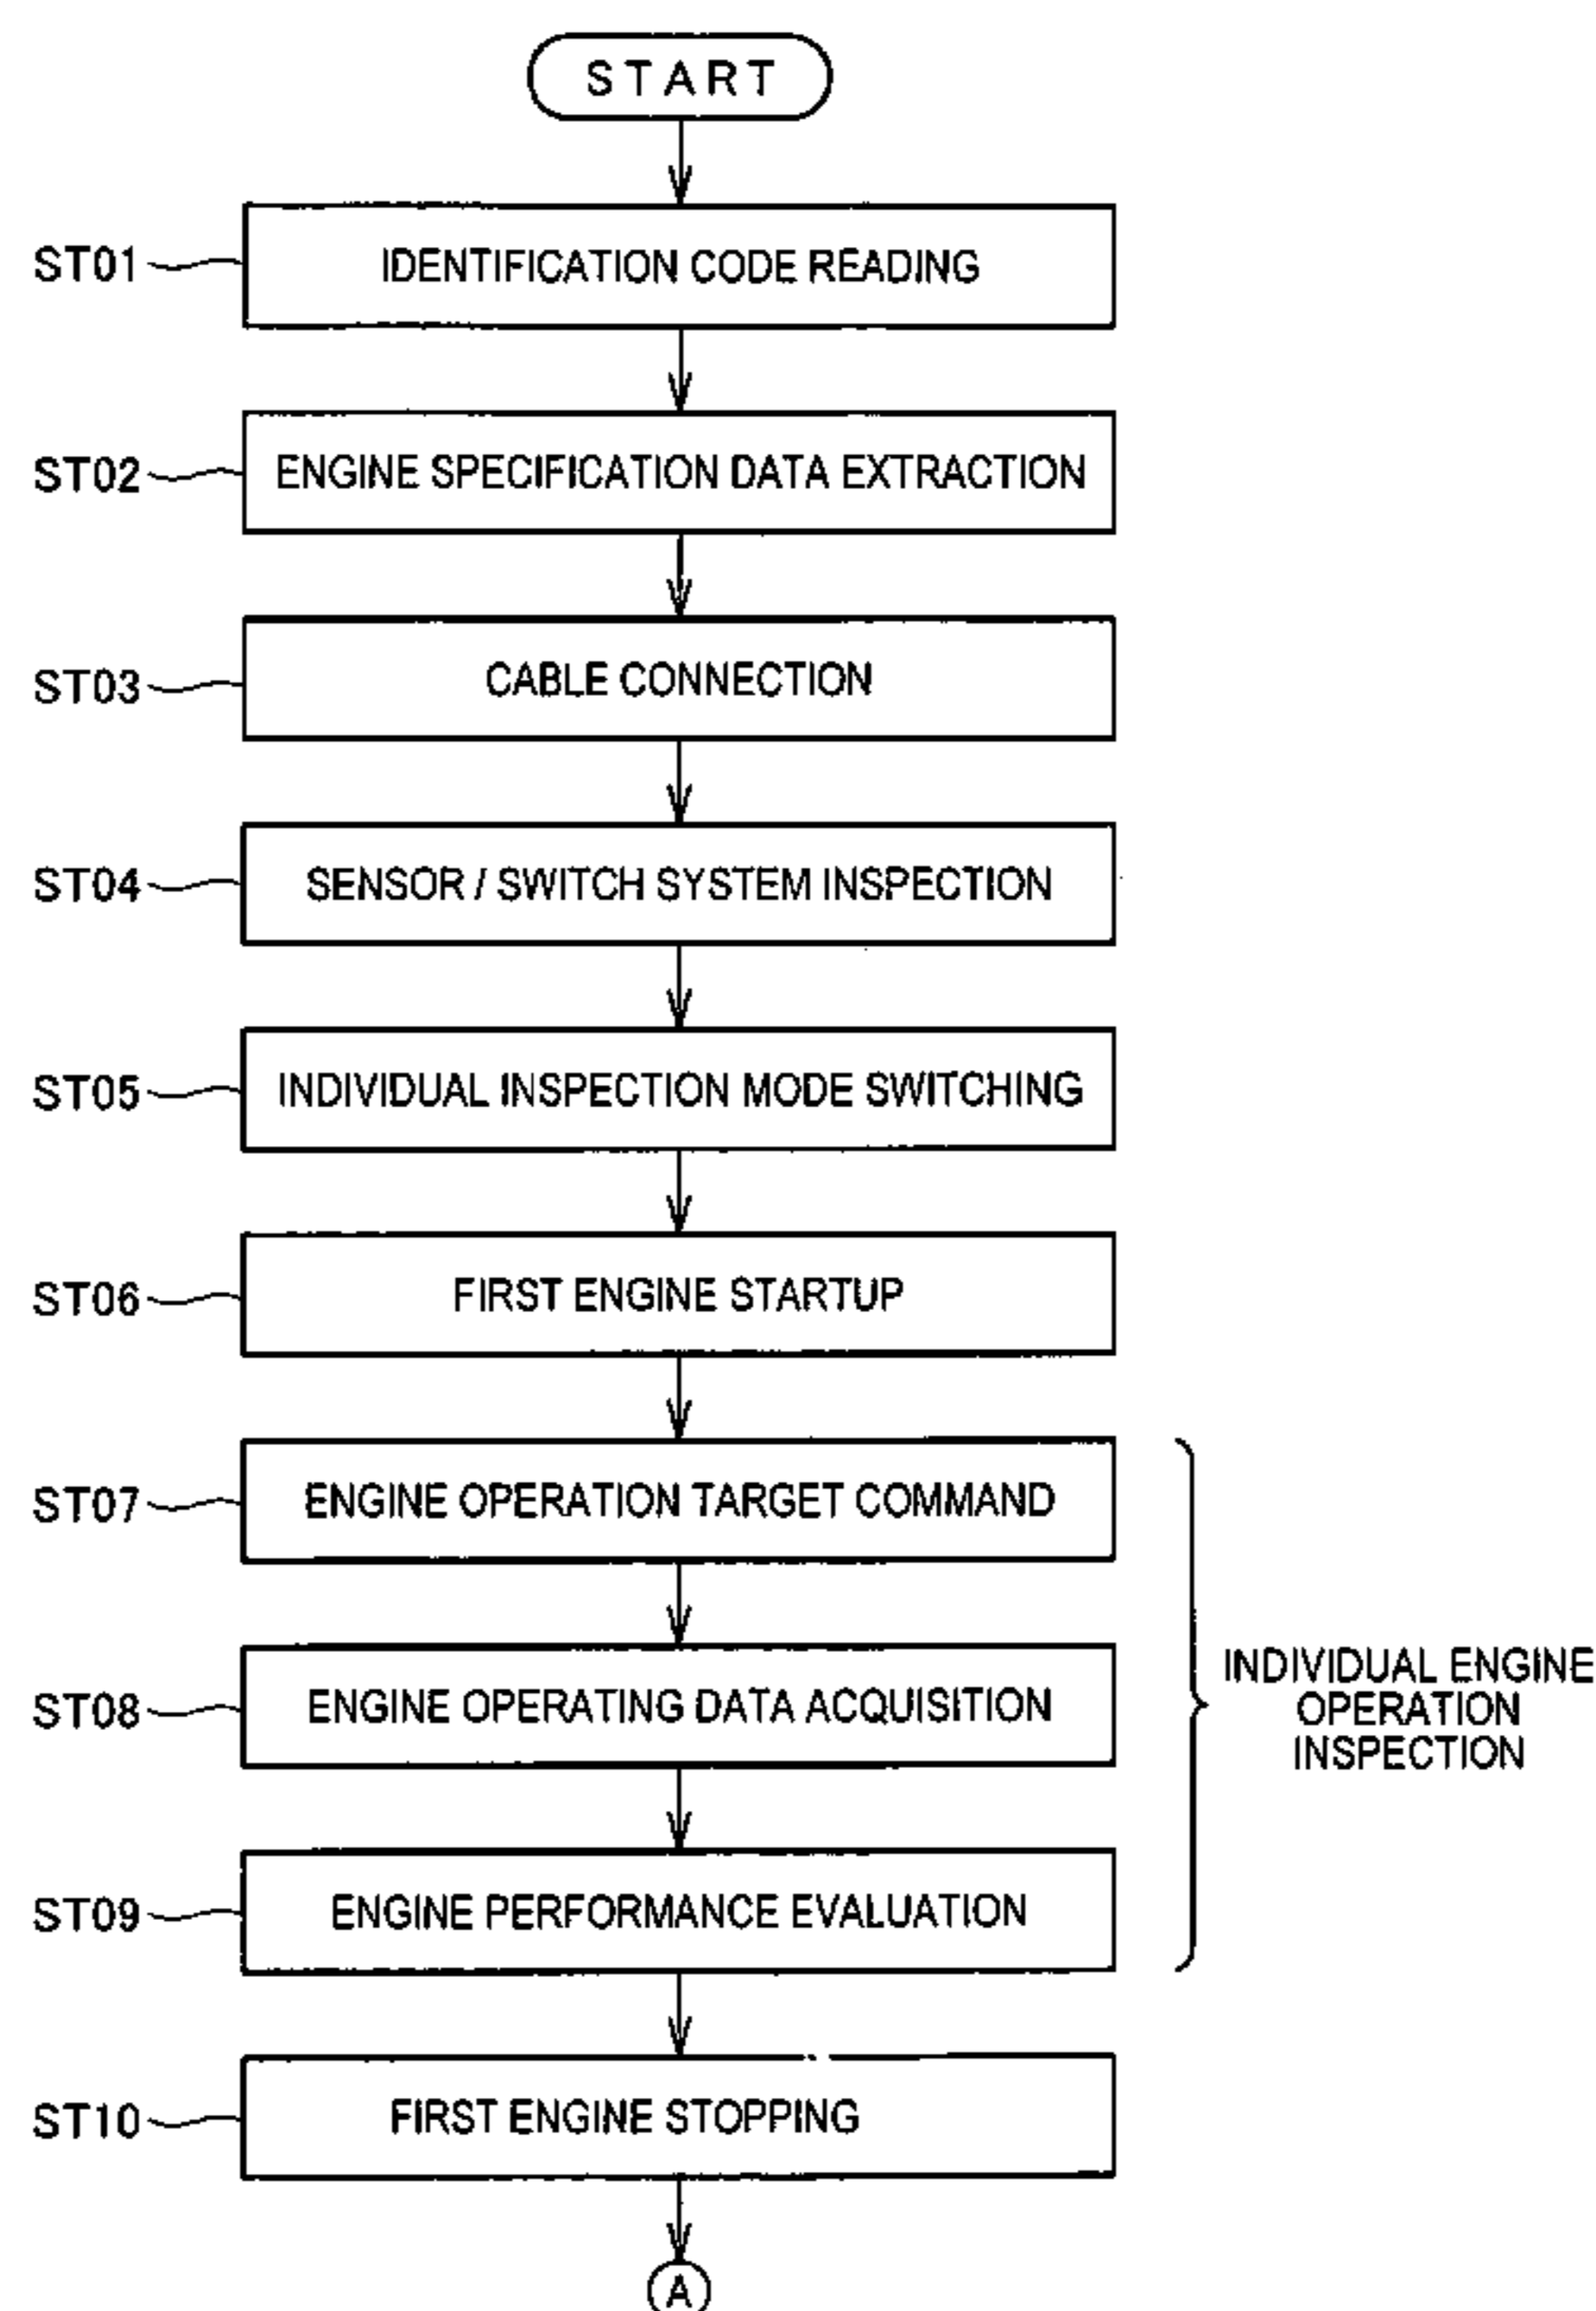 START
ST01 IDENTIFICATION CODE READING
ST02 ENGINE SPECIFICATION DATA EXTRACTION
ST03 CABLE CONNECTION
ST04 SENSOR / SWITCH SYSTEM INSPECTION
ST05 INDIVIDUAL INSPECTION MODE SWITCHING
ST06 FIRST ENGINE STARTUP
ST07 ENGINE OPERATION TARGET COMMAND
ST08 ENGINE OPERATING DATA ACQUISITION
ST09 ENGINE PERFORMANCE EVALUATION
INDIVIDUAL ENGINE
OPERATION
INSPECTION
ST10 FIRST ENGINE STOPPING
A